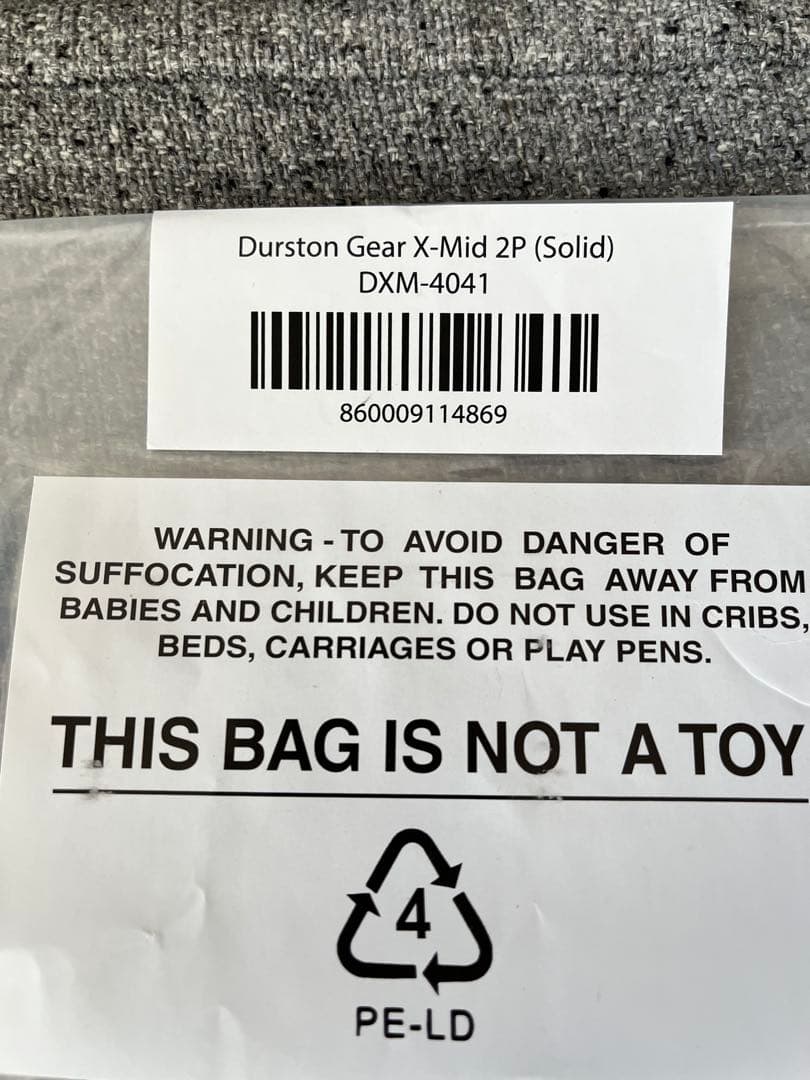 Durston Gear X-Mid 2P (Solid)
DXM-4041
860009114869
WARNING - TO AVOID DANGER OF
SUFFOCATION, KEEP THIS BAG AWAY FROM
BABIES AND CHILDREN. DO NOT USE IN CRIBS,
BEDS, CARRIAGES OR PLAY PENS.
THIS BAG IS NOT A TOY
4
PE-LD